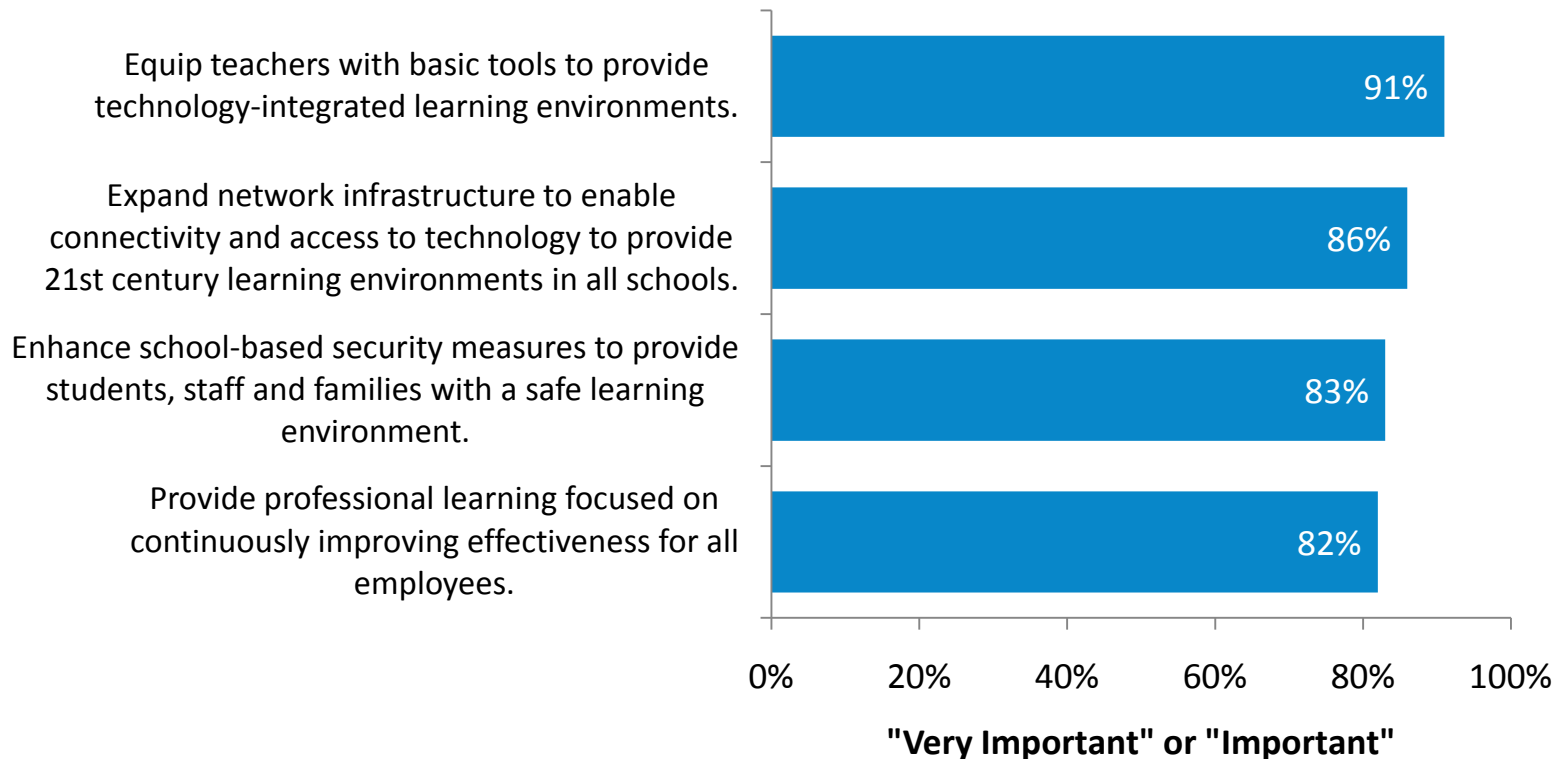 Equip teachers with basic tools to provide
technology-integrated learning environments.
91%
Expand network infrastructure to enable
connectivity and access to technology to provide
21st century learning environments in all schools.
86%
Enhance school-based security measures to provide
students, staff and families with a safe learning
environment.
83%
Provide professional learning focused on
continuously improving effectiveness for all
employees.
82%
0% 20% 40% 60% 80% 100%
"Very Important" or "Important"